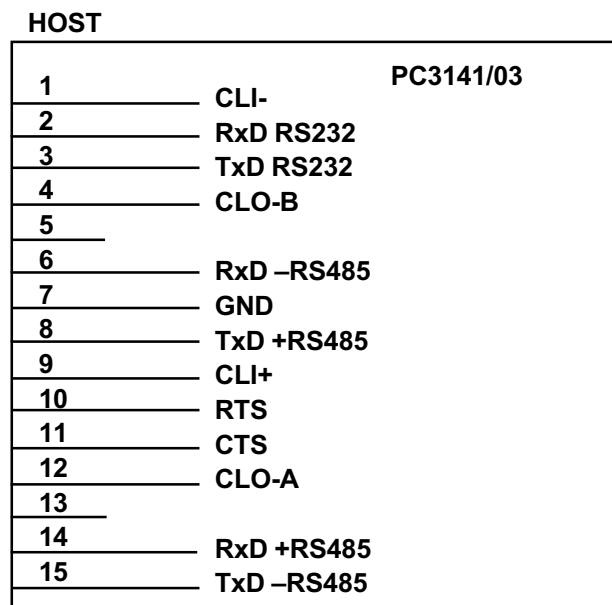 HOST
PC3141/03
1 CLI-
2 RxD RS232
3 TxD RS232
4 CLO-B
5
6 RxD –RS485
7 GND
8 TxD +RS485
9 CLI+
10 RTS
11 CTS
12 CLO-A
13
14 RxD +RS485
15 TxD –RS485